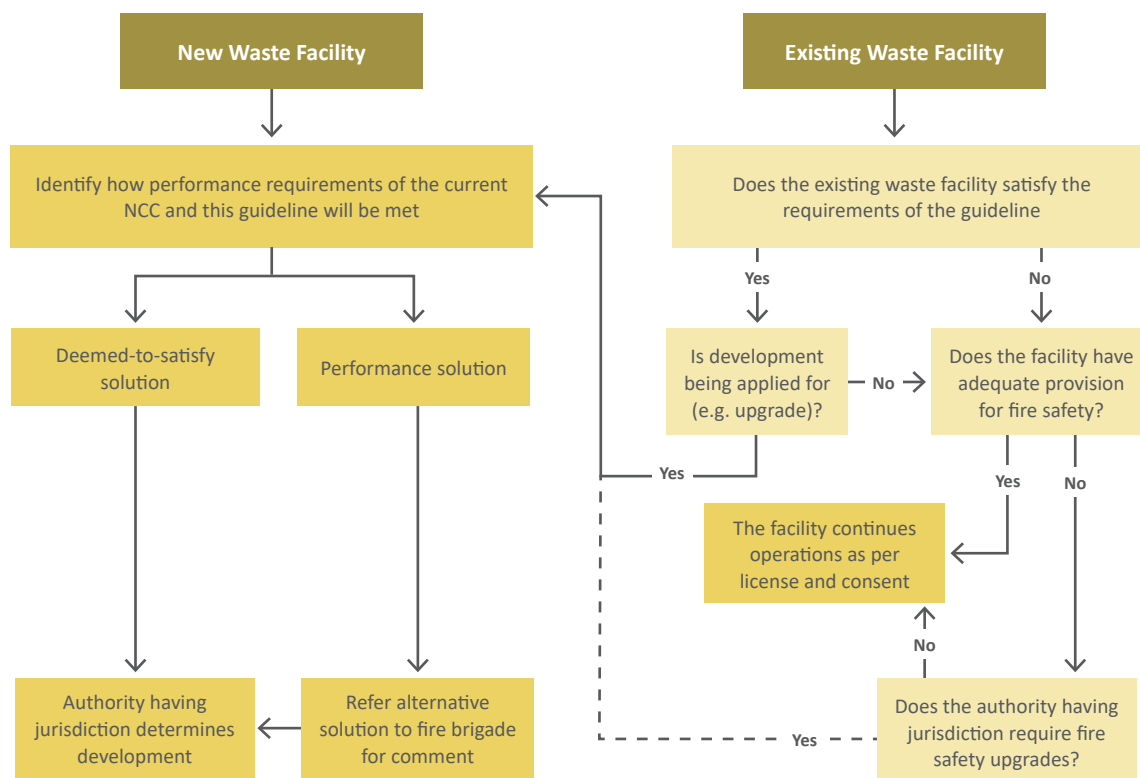 New Waste Facility
Existing Waste Facility
Identify how performance requirements of the current
NCC and this guideline will be met
Does the existing waste facility satisfy the
requirements of the guideline
Yes
No
Deemed-to-satisfy
solution
Performance solution
Is development
being applied for
(e.g. upgrade)?
No
Does the facility have
adequate provision
for fire safety?
Yes
Yes
No
The facility continues
operations as per
license and consent
No
Authority having
jurisdiction determines
development
Refer alternative
solution to fire brigade
for comment
Yes
Does the authority having
jurisdiction require fire
safety upgrades?